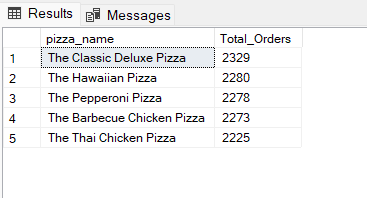 Results Messages
pizza_name Total_Orders
1 The Classic Deluxe Pizza 2329
2 The Hawaiian Pizza 2280
3 The Pepperoni Pizza 2278
4 The Barbecue Chicken Pizza 2273
5 The Thai Chicken Pizza 2225